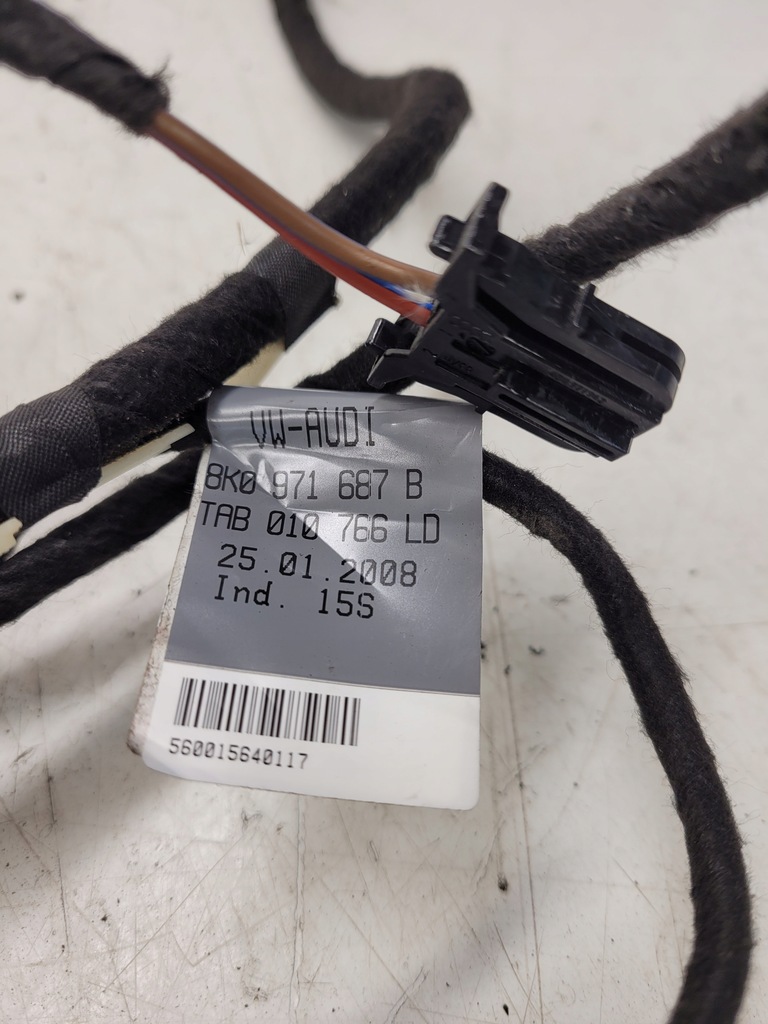 VW-AUDI
8K0 971 687 B
TAB 010 766 LD
25.01.2008
Ind. 15S
560015640117